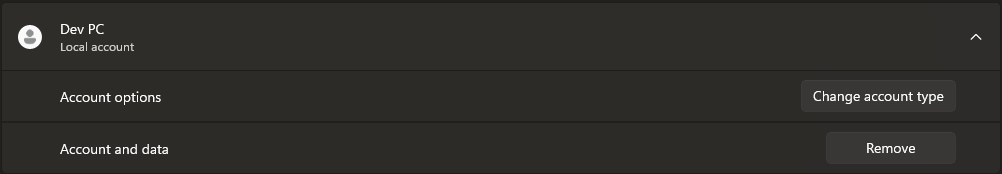 Dev PC
Local account
Account options
Change account type
Account and data
Remove